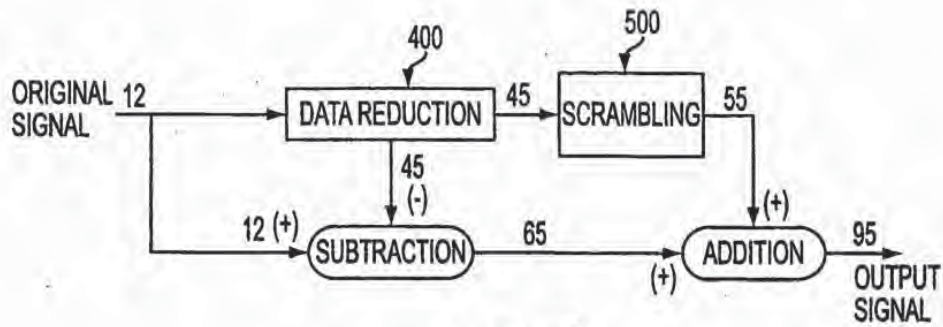 400
500
ORIGINAL
SIGNAL
12
DATA REDUCTION
45
SCRAMBLING
55
45
(-)
(+)
12 (+)
SUBTRACTION
65
(+)
ADDITION
95
OUTPUT
SIGNAL